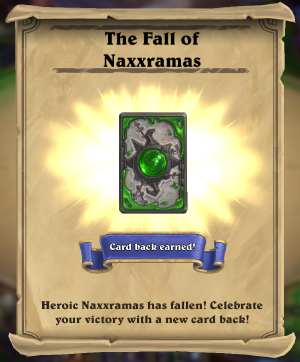 The Fall of
Naxxramas
Card back earned!
Heroic Naxxramas has fallen! Celebrate
your victory with a new card back!